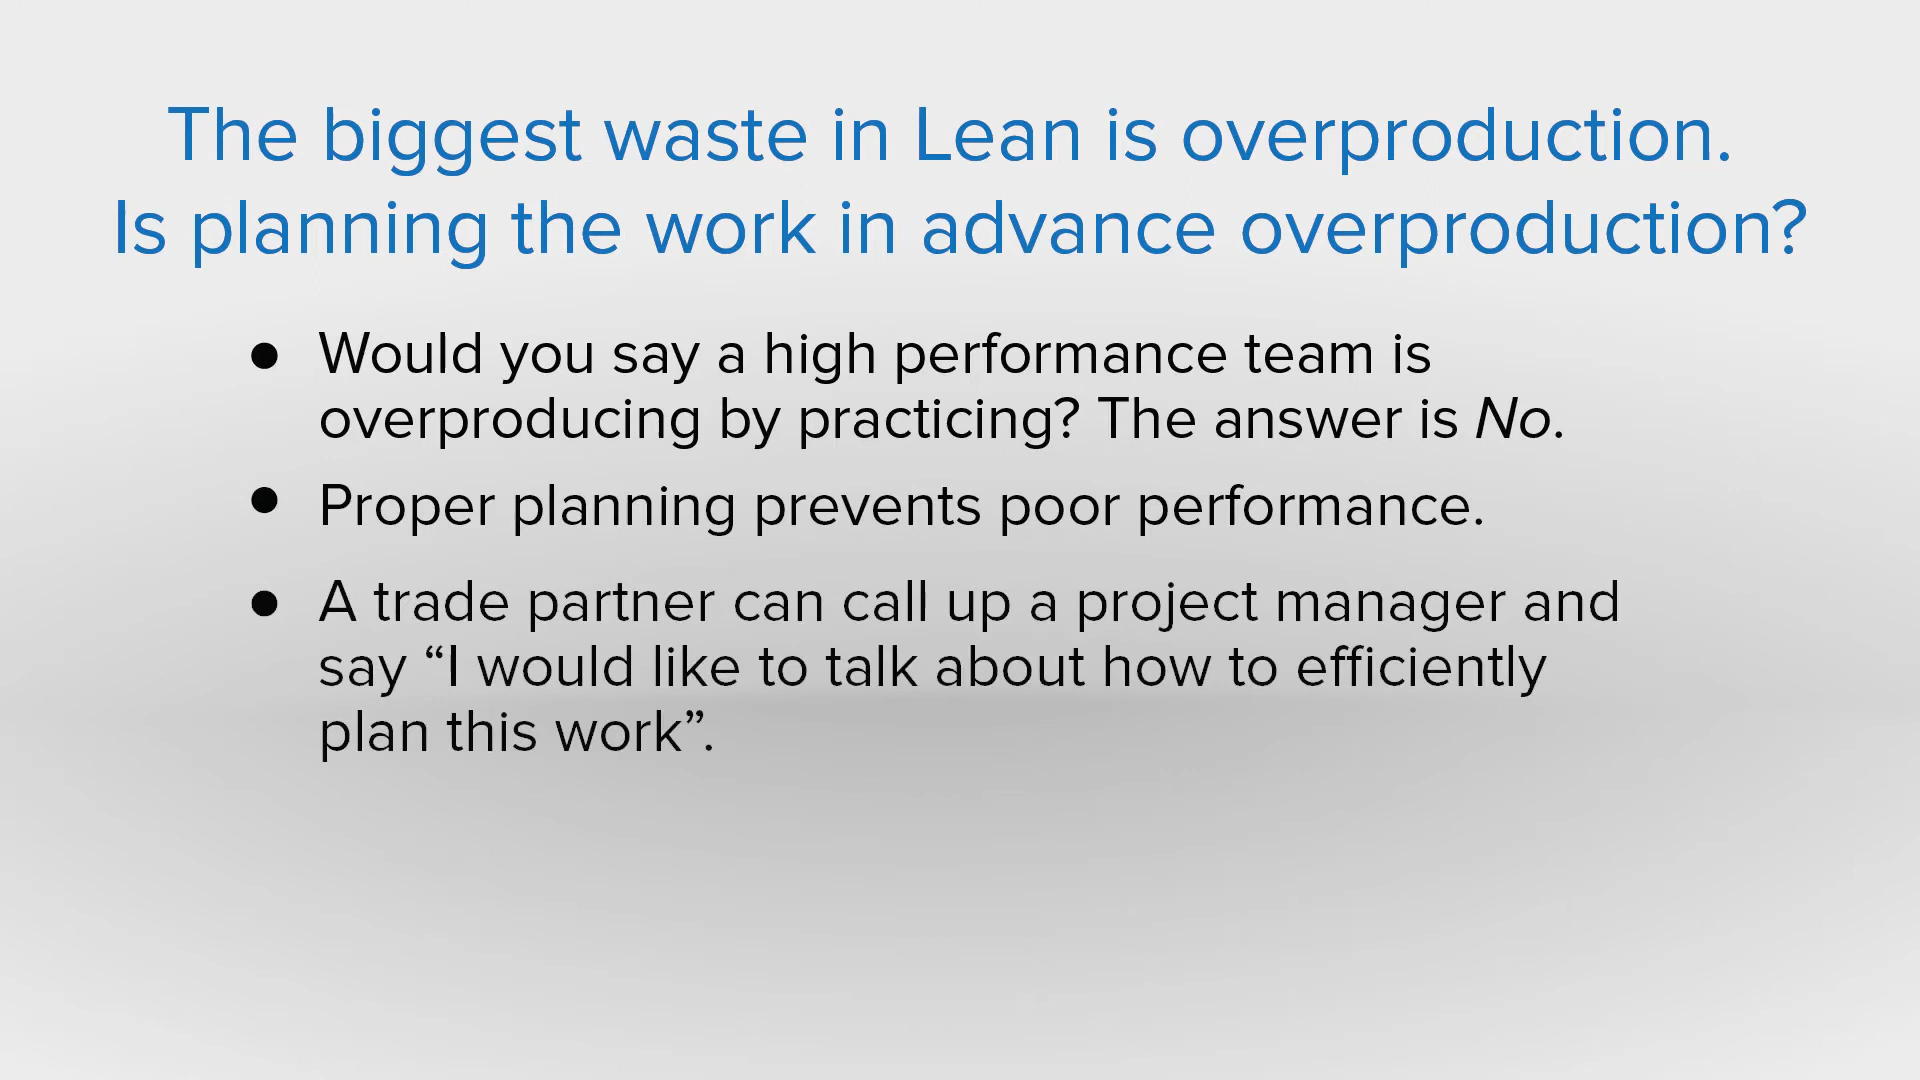 The biggest waste in Lean is overproduction.
Is planning the work in advance overproduction?
● Would you say a high performance team is
overproducing by practicing? The answer is No.
● Proper planning prevents poor performance.
● A trade partner can call up a project manager and
say “I would like to talk about how to efficiently
plan this work”.